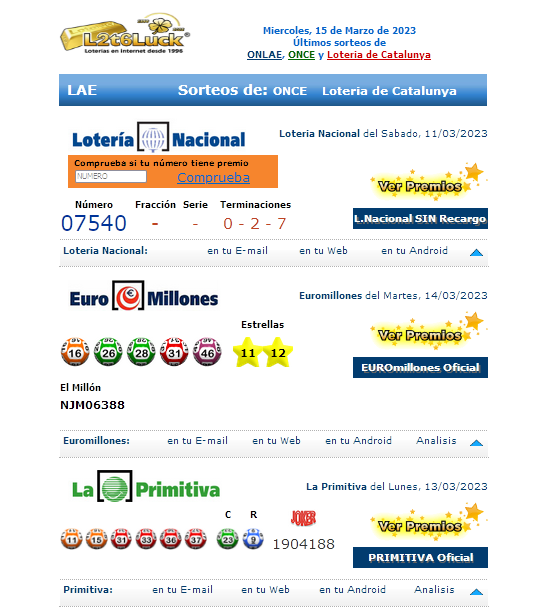 L2t6Luck
Loterias en Internet desde 1996
Miercoles, 15 de Marzo de 2023
Últimos sorteos de
ONLAE, ONCE y Loteria de Catalunya
LAE Sorteos de: ONCE Loteria de Catalunya
Lotería Nacional
Loteria Nacional del Sabado, 11/03/2023
Comprueba si tu número tiene premio
NUMERO Comprueba
Ver Premios
Número Fracción Serie Terminaciones
07540 - - 0 - 2 - 7
L.Nacional SIN Recargo
Loteria Nacional: en tu E-mail en tu Web en tu Android
Euro Millones
Euromillones del Martes, 14/03/2023
Estrellas
Ver Premios
16 26 28 31 46 11 12
EUROmillones Oficial
El Millón
NJM06388
Euromillones: en tu E-mail en tu Web en tu Android Analisis
La Primitiva
La Primitiva del Lunes, 13/03/2023
C R JOKER
Ver Premios
11 15 31 33 36 37 23 9 1904188
PRIMITIVA Oficial
Primitiva: en tu E-mail en tu Web en tu Android Analisis